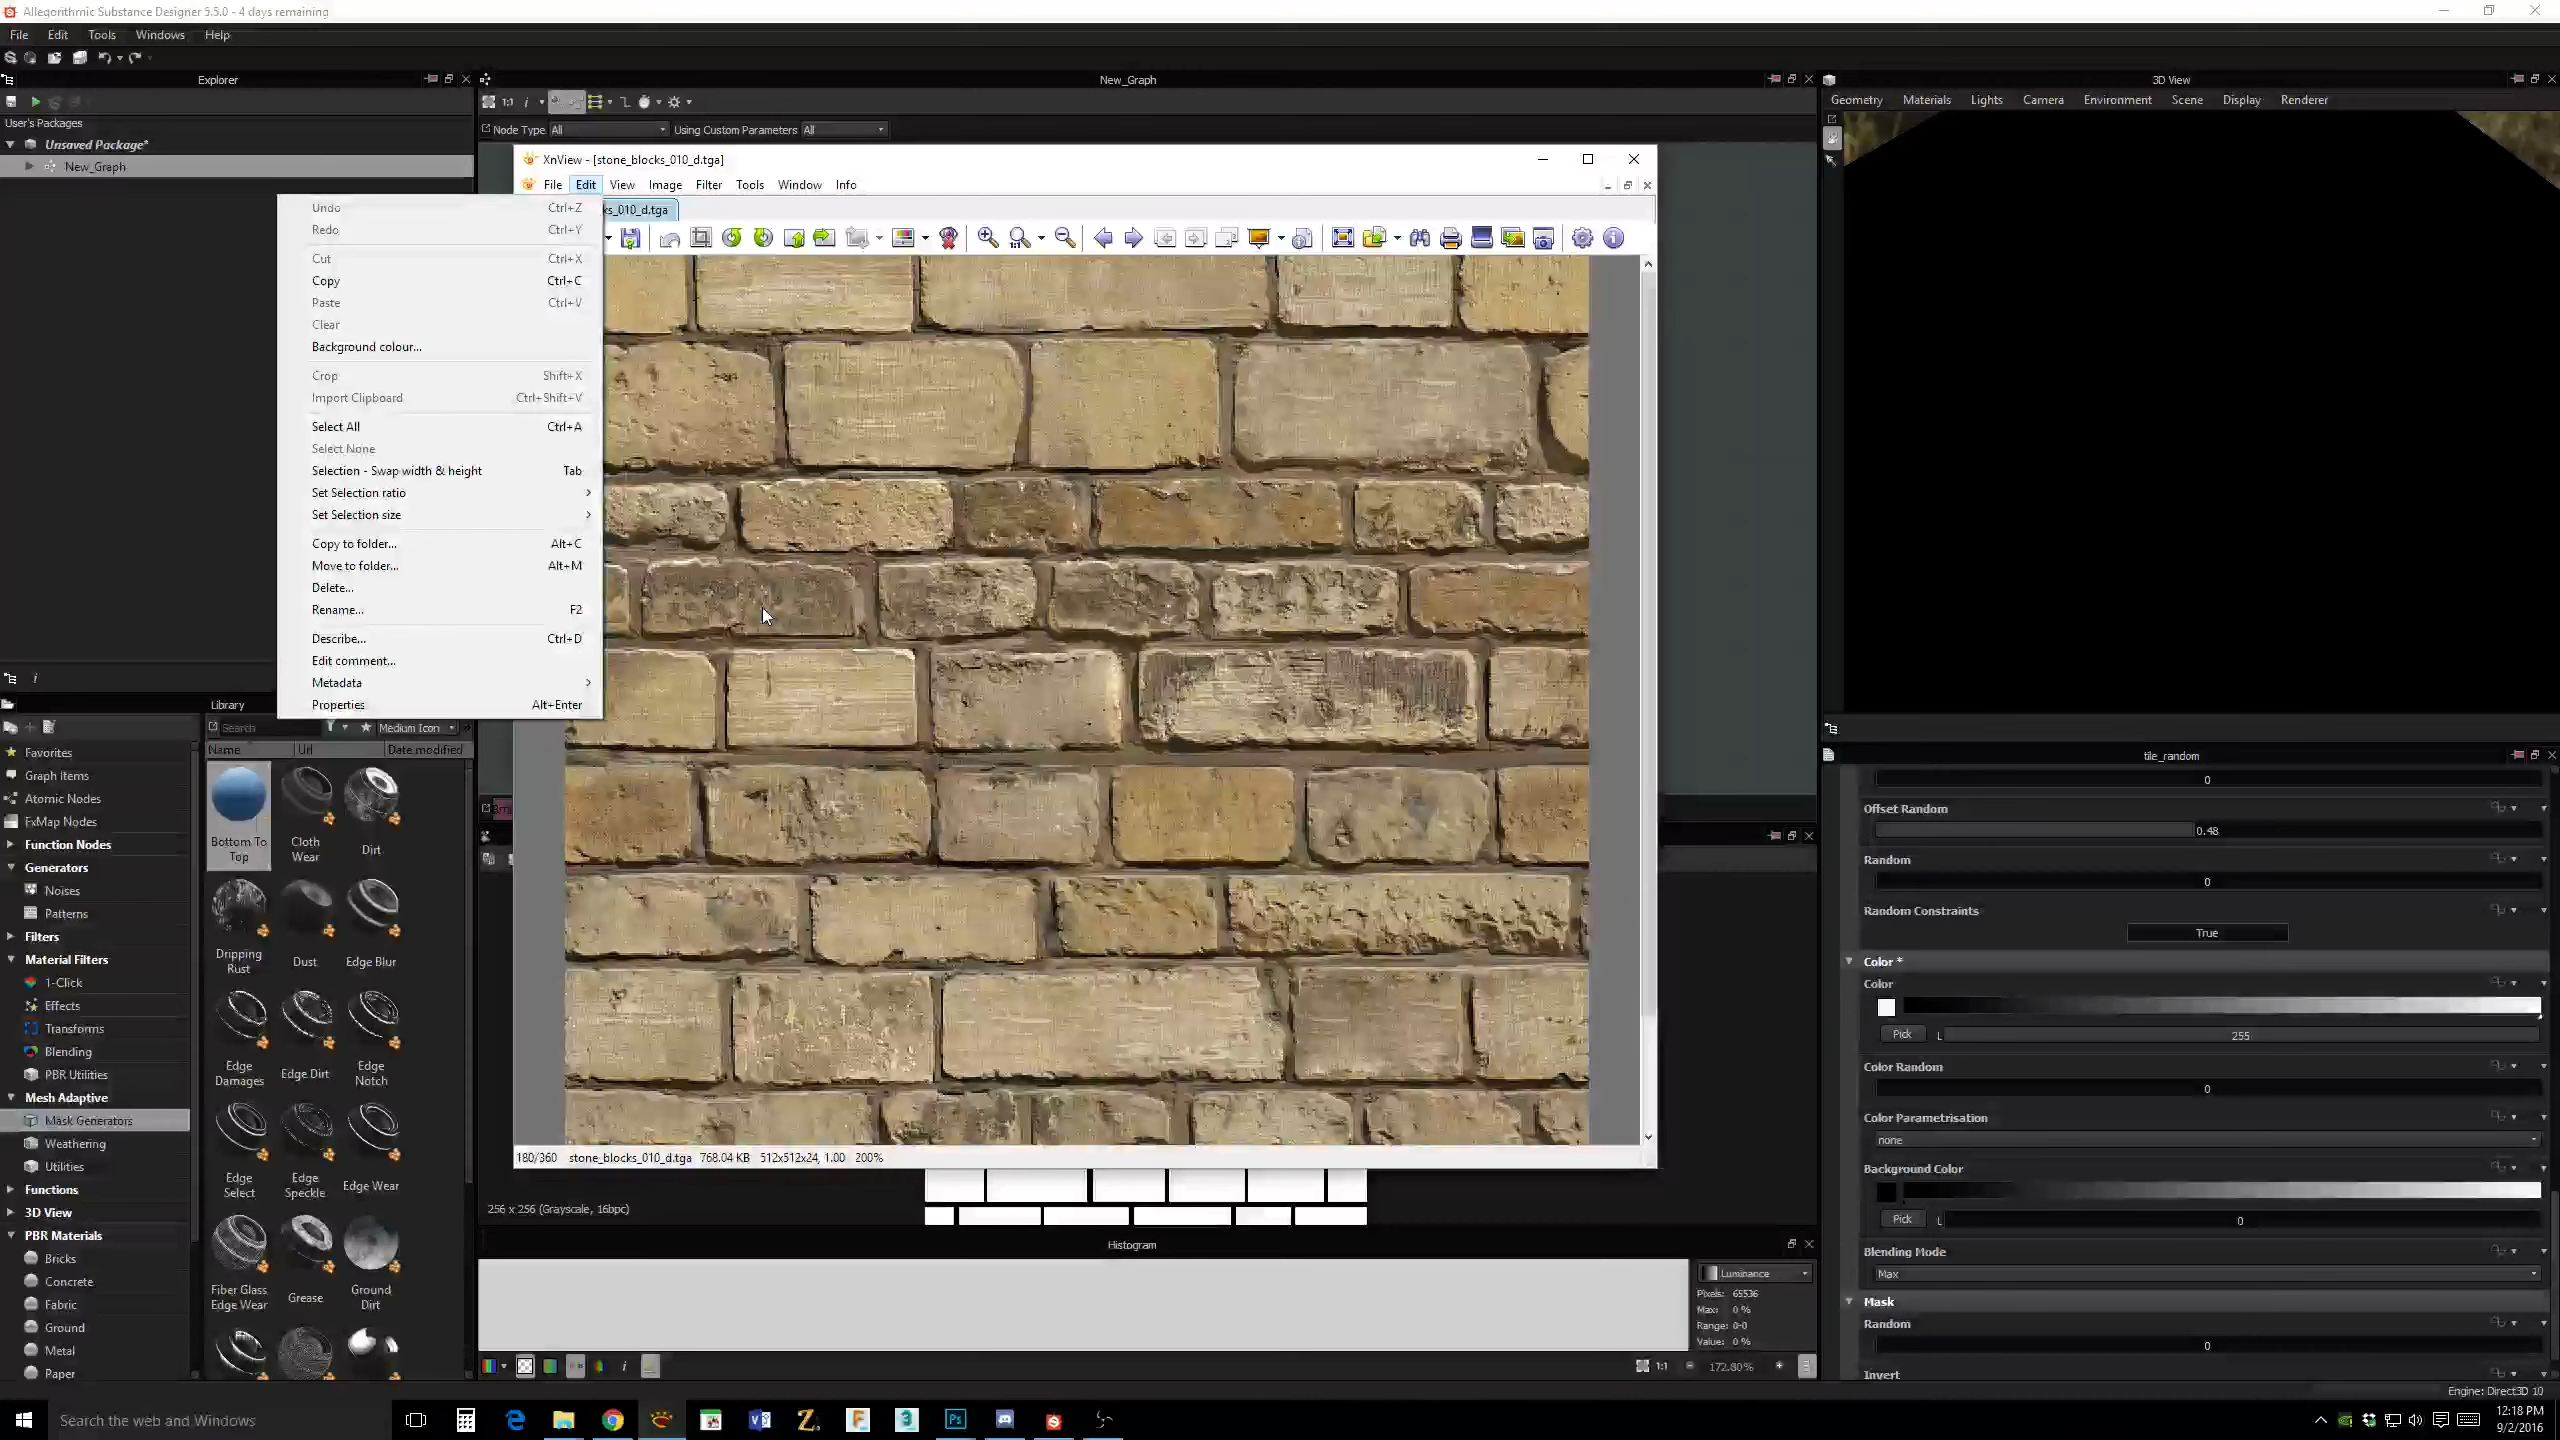 Allegorithmic Substance Designer 5.5.0 - 4 days remaining
File Edit Tools Windows Help
Explorer
User's Packages
Unsaved Package*
New_Graph
New_Graph
1:1
Node Type All Using Custom Parameters All
3D View
Geometry Materials Lights Camera Environment Scene Display Renderer
XnView - [stone_blocks_010_d.tga]
File Edit View Image Filter Tools Window Info
ks_010_d.tga
Undo Ctrl+Z
Redo Ctrl+Y
Cut Ctrl+X
Copy Ctrl+C
Paste Ctrl+V
Clear
Background colour...
Crop Shift+X
Import Clipboard Ctrl+Shift+V
Select All Ctrl+A
Select None
Selection - Swap width & height Tab
Set Selection ratio
Set Selection size
Copy to folder... Alt+C
Move to folder... Alt+M
Delete...
Rename... F2
Describe... Ctrl+D
Edit comment...
Metadata
Properties Alt+Enter
180/360 stone_blocks_010_d.tga 768.04 KB 512x512x24, 1.00 200%
Library
Search Medium Icon
Name Url Date modified
Favorites
Graph Items
Atomic Nodes
FxMap Nodes
Function Nodes
Generators
Noises
Patterns
Filters
Material Filters
1-Click
Effects
Transforms
Blending
PBR Utilities
Mesh Adaptive
Mask Generators
Weathering
Utilities
Functions
3D View
PBR Materials
Bricks
Concrete
Fabric
Ground
Metal
Paper
Bottom To Top
Cloth Wear
Dirt
Dripping Rust
Dust
Edge Blur
Edge Damages
Edge Dirt
Edge Notch
Edge Select
Edge Speckle
Edge Wear
Fiber Glass Edge Wear
Grease
Ground Dirt
256 x 256 (Grayscale, 16bpc)
Histogram
Luminance
Pixels: 65536
Max: 0 %
Range: 0-0
Value: 0 %
1:1 172.80%
tile_random
0
Offset Random
0.48
Random
0
Random Constraints
True
Color *
Color
Pick L 255
Color Random
0
Color Parametrisation
none
Background Color
Pick L 0
Blending Mode
Max
Mask
Random
0
Invert
Engine: Direct3D 10
Search the web and Windows
12:18 PM
9/2/2016